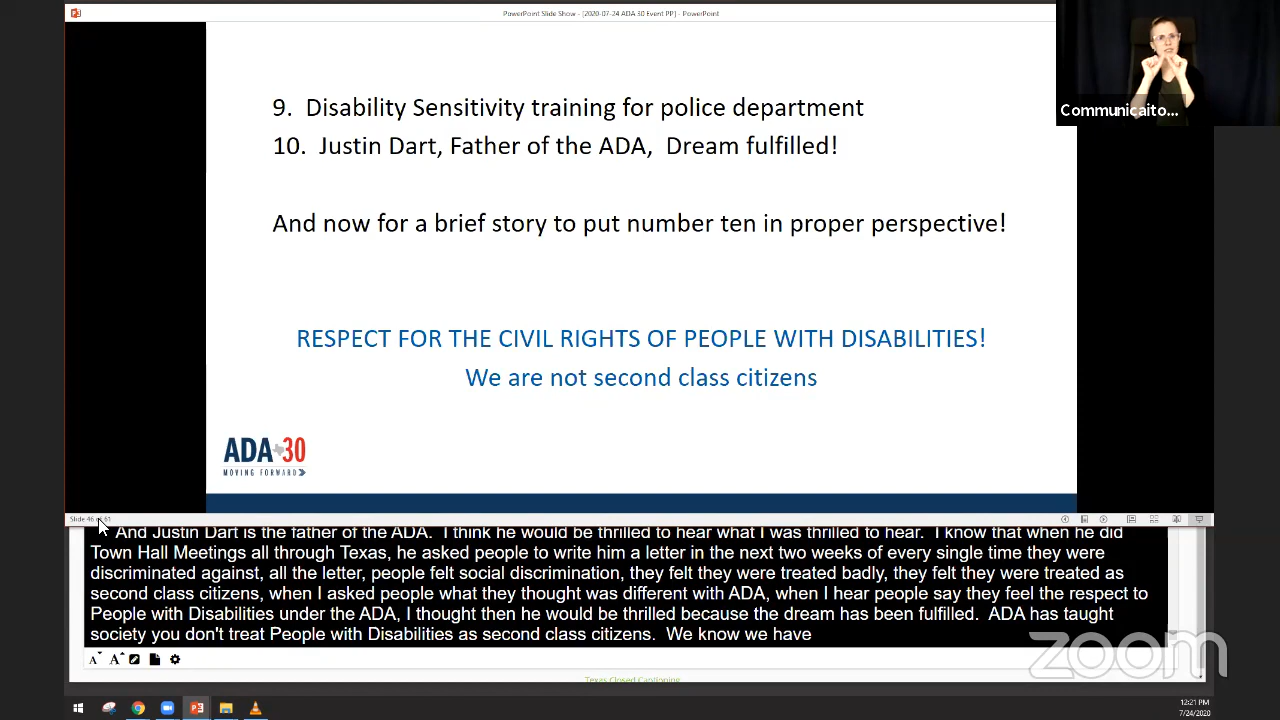 PowerPoint Slide Show - [2020-07-24 ADA 30 Event PP] - PowerPoint
9. Disability Sensitivity training for police department
10. Justin Dart, Father of the ADA, Dream fulfilled!
Communicaito...
And now for a brief story to put number ten in proper perspective!
RESPECT FOR THE CIVIL RIGHTS OF PEOPLE WITH DISABILITIES!
We are not second class citizens
ADA 30
MOVING FORWARD
Slide 46 of 61
And Justin Dart is the father of the ADA. I think he would be thrilled to hear what I was thrilled to hear. I know that when he did
Town Hall Meetings all through Texas, he asked people to write him a letter in the next two weeks of every single time they were
discriminated against, all the letter, people felt social discrimination, they felt they were treated badly, they felt they were treated as
second class citizens, when I asked people what they thought was different with ADA, when I hear people say they feel the respect to
People with Disabilities under the ADA, I thought then he would be thrilled because the dream has been fulfilled. ADA has taught
society you don't treat People with Disabilities as second class citizens. We know we have
zoom
A A
Texas Closed Captioning
12:21 PM
7/24/2020